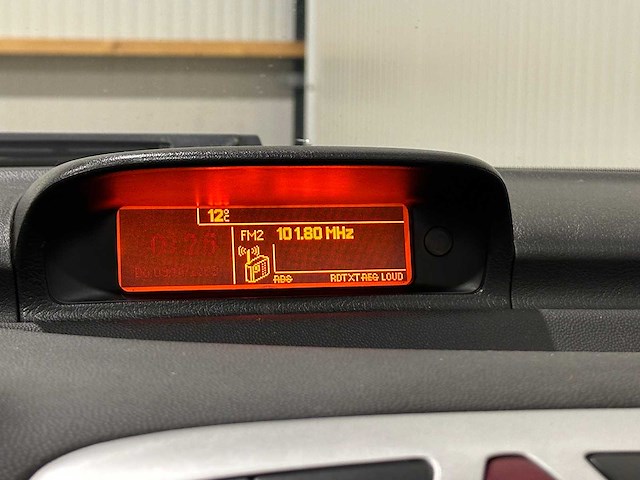 12°C
FM2 101.80 MHz
RDS RDTXT REG LOUD